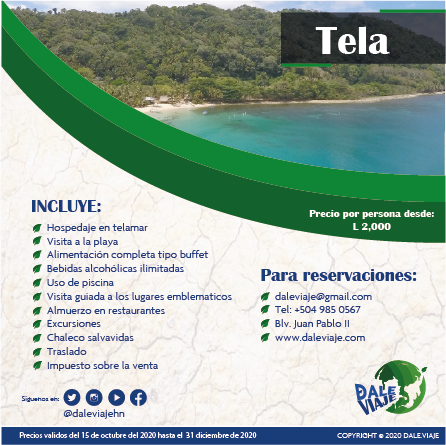 Tela
Precio por persona desde:
L 2,000
INCLUYE:
Hospedaje en telamar
Visita a la playa
Alimentación completa tipo buffet
Bebidas alcohólicas ilimitadas
Uso de piscina
Visita guiada a los lugares emblematicos
Almuerzo en restaurantes
Excursiones
Chaleco salvavidas
Traslado
Impuesto sobre la venta
Para reservaciones:
daleviaje@gmail.com
Tel: +504 985 0567
Blv. Juan Pablo II
www.daleviaje.com
Síguenos en:
@daleviajehn
DALE
VIAJE
Precios validos del 15 de octubre del 2020 hasta el 31 diciembre de 2020
COPYRIGHT © 2020 DALE.VIAJE